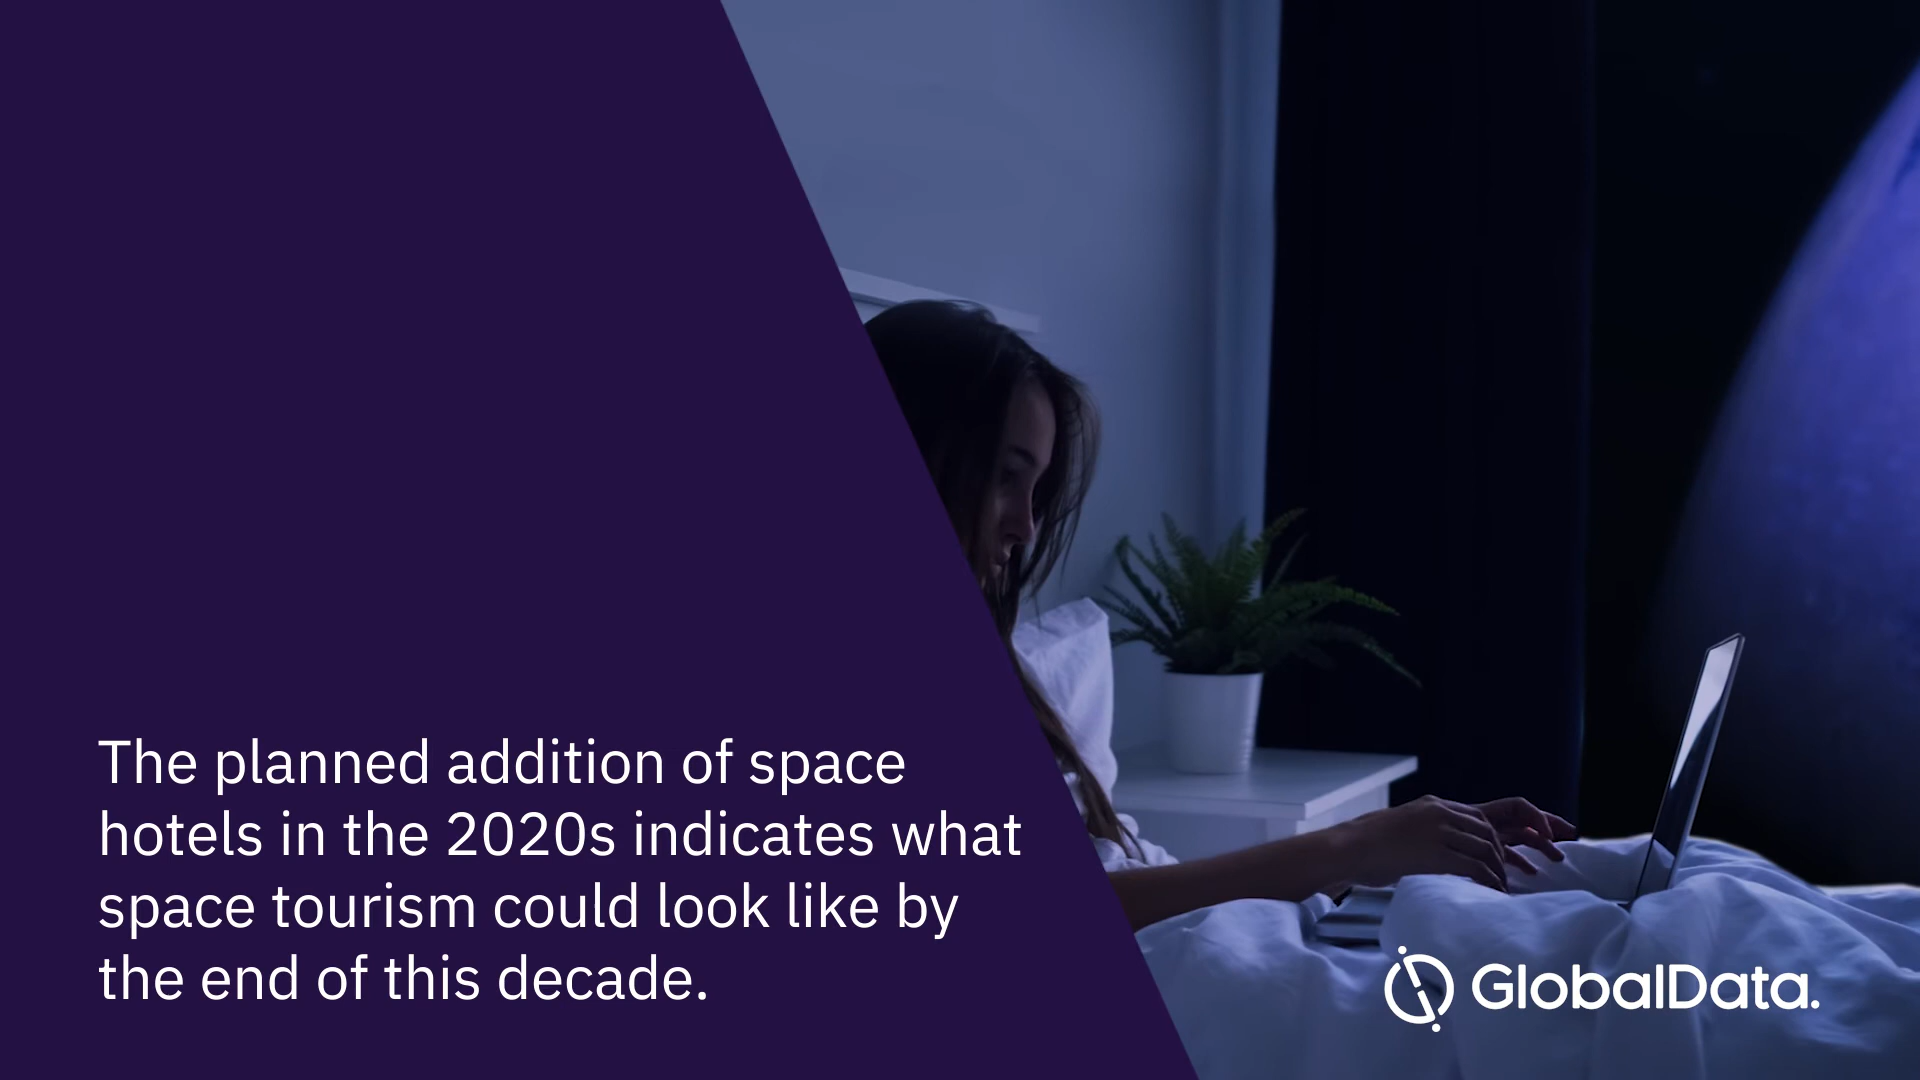 The planned addition of space
hotels in the 2020s indicates what
space tourism could look like by
the end of this decade.
GlobalData.